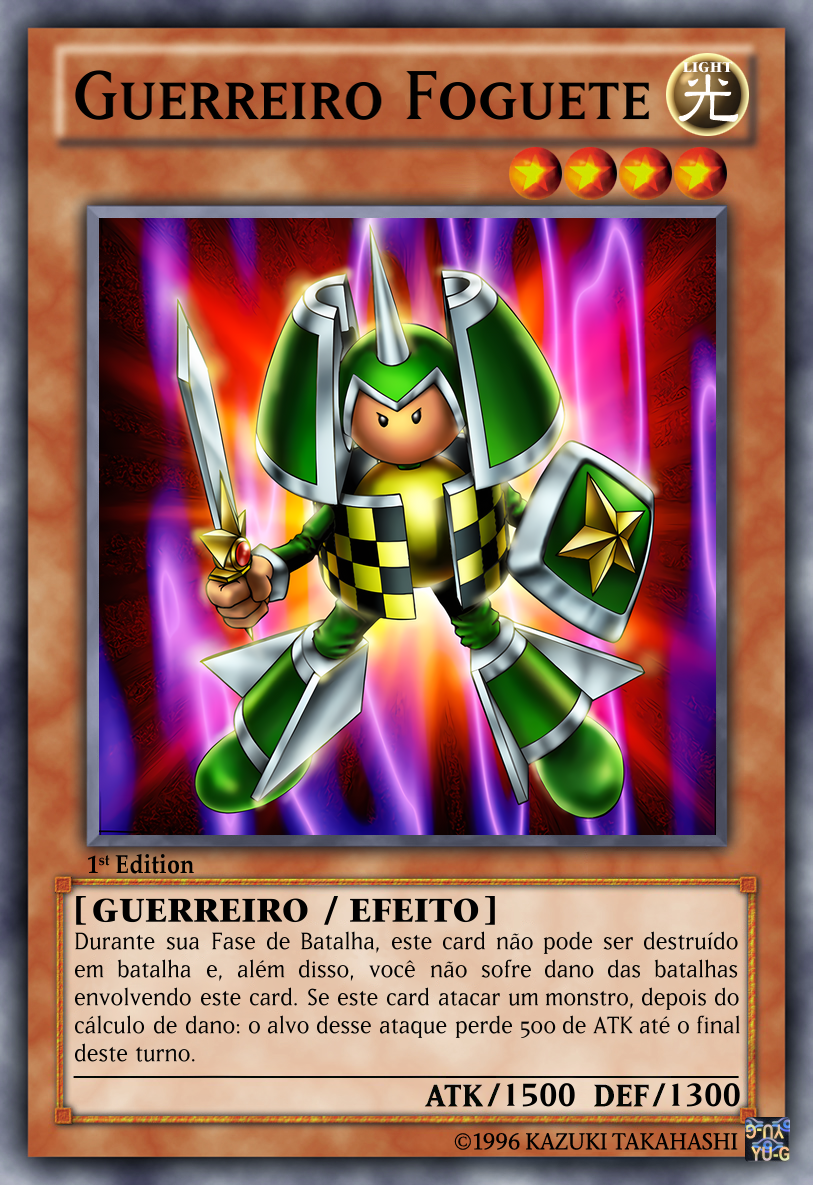 Guerreiro Foguete
LIGHT
光
1st Edition
[GUERREIRO / EFEITO]
Durante sua Fase de Batalha, este card não pode ser destruído
em batalha e, além disso, você não sofre dano das batalhas
envolvendo este card. Se este card atacar um monstro, depois do
cálculo de dano: o alvo desse ataque perde 500 de ATK até o final
deste turno.
ATK/1500 DEF/1300
©1996 KAZUKI TAKAHASHI
YU-G
YU-G